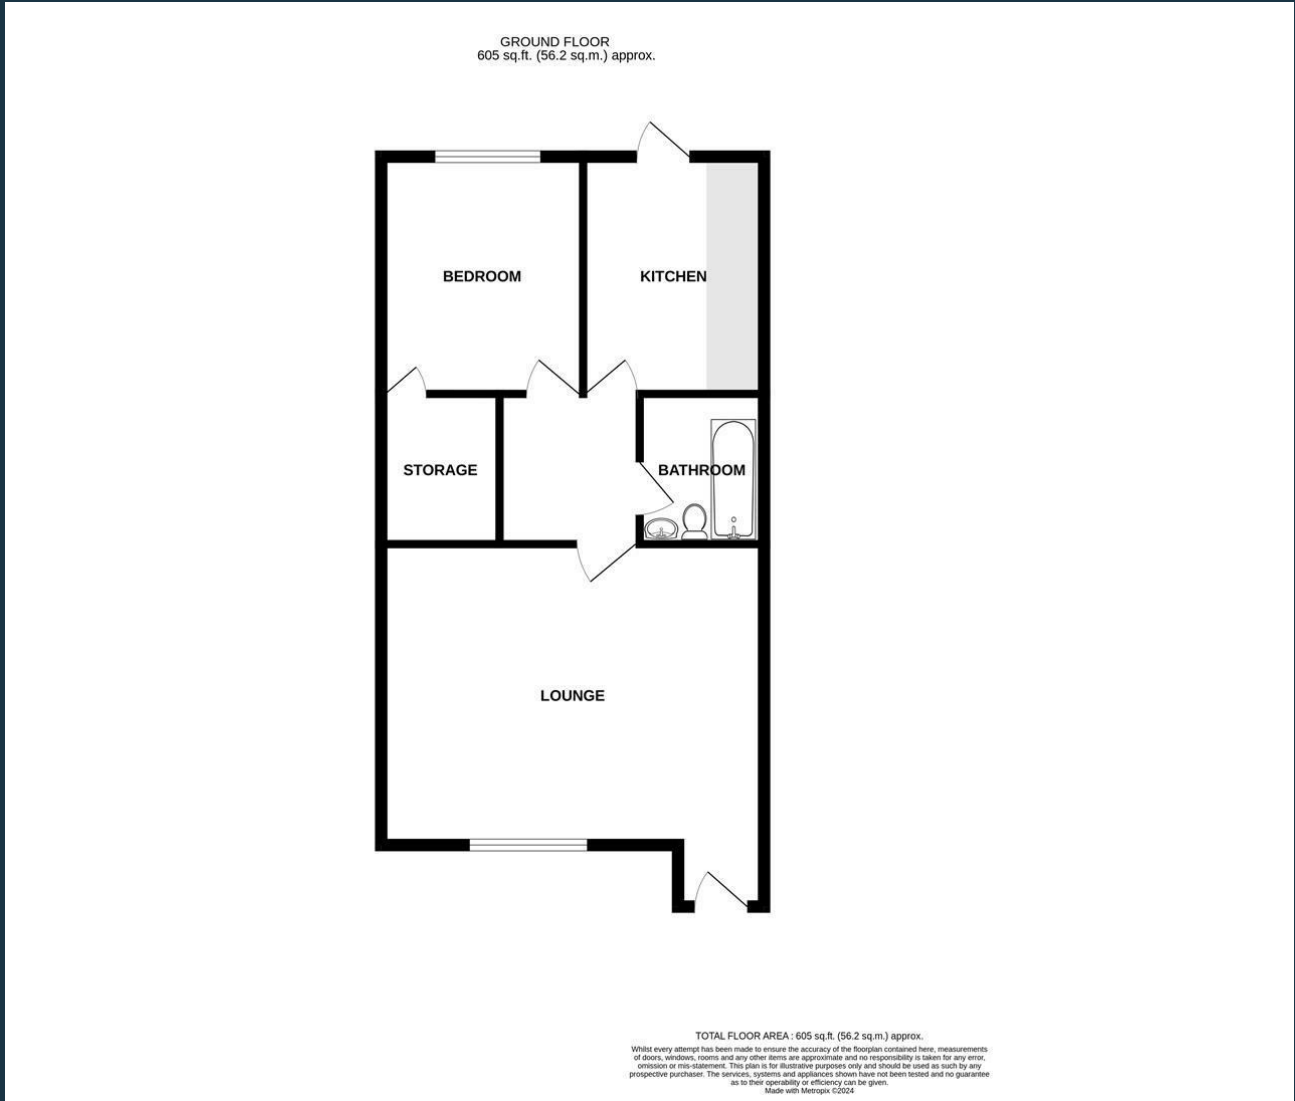 GROUND FLOOR
605 sq.ft. (56.2 sq.m.) approx.
BEDROOM
KITCHEN
STORAGE
BATHROOM
LOUNGE
TOTAL FLOOR AREA : 605 sq.ft. (56.2 sq.m.) approx.
Whilst every attempt has been made to ensure the accuracy of the floorplan contained here, measurements
of doors, windows, rooms and any other items are approximate and no responsibility is taken for any error,
omission or mis-statement. This plan is for illustrative purposes only and should be used as such by any
prospective purchaser. The services, systems and appliances shown have not been tested and no guarantee
as to their operability or efficiency can be given.
Made with Metropix ©2024